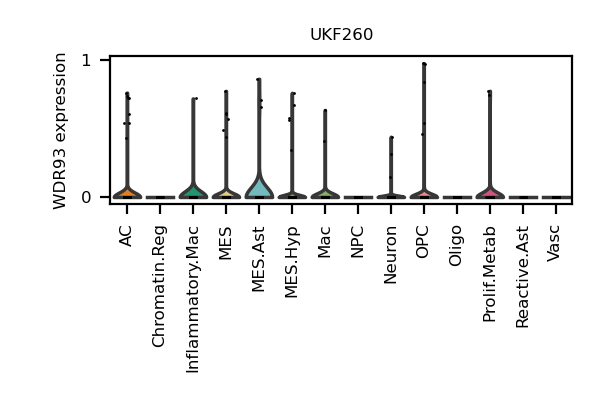 UKF260
WDR93 expression
1
0
AC
Chromatin.Reg
Inflammatory.Mac
MES
MES.Ast
MES.Hyp
Mac
NPC
Neuron
OPC
Oligo
Prolif.Metab
Reactive.Ast
Vasc